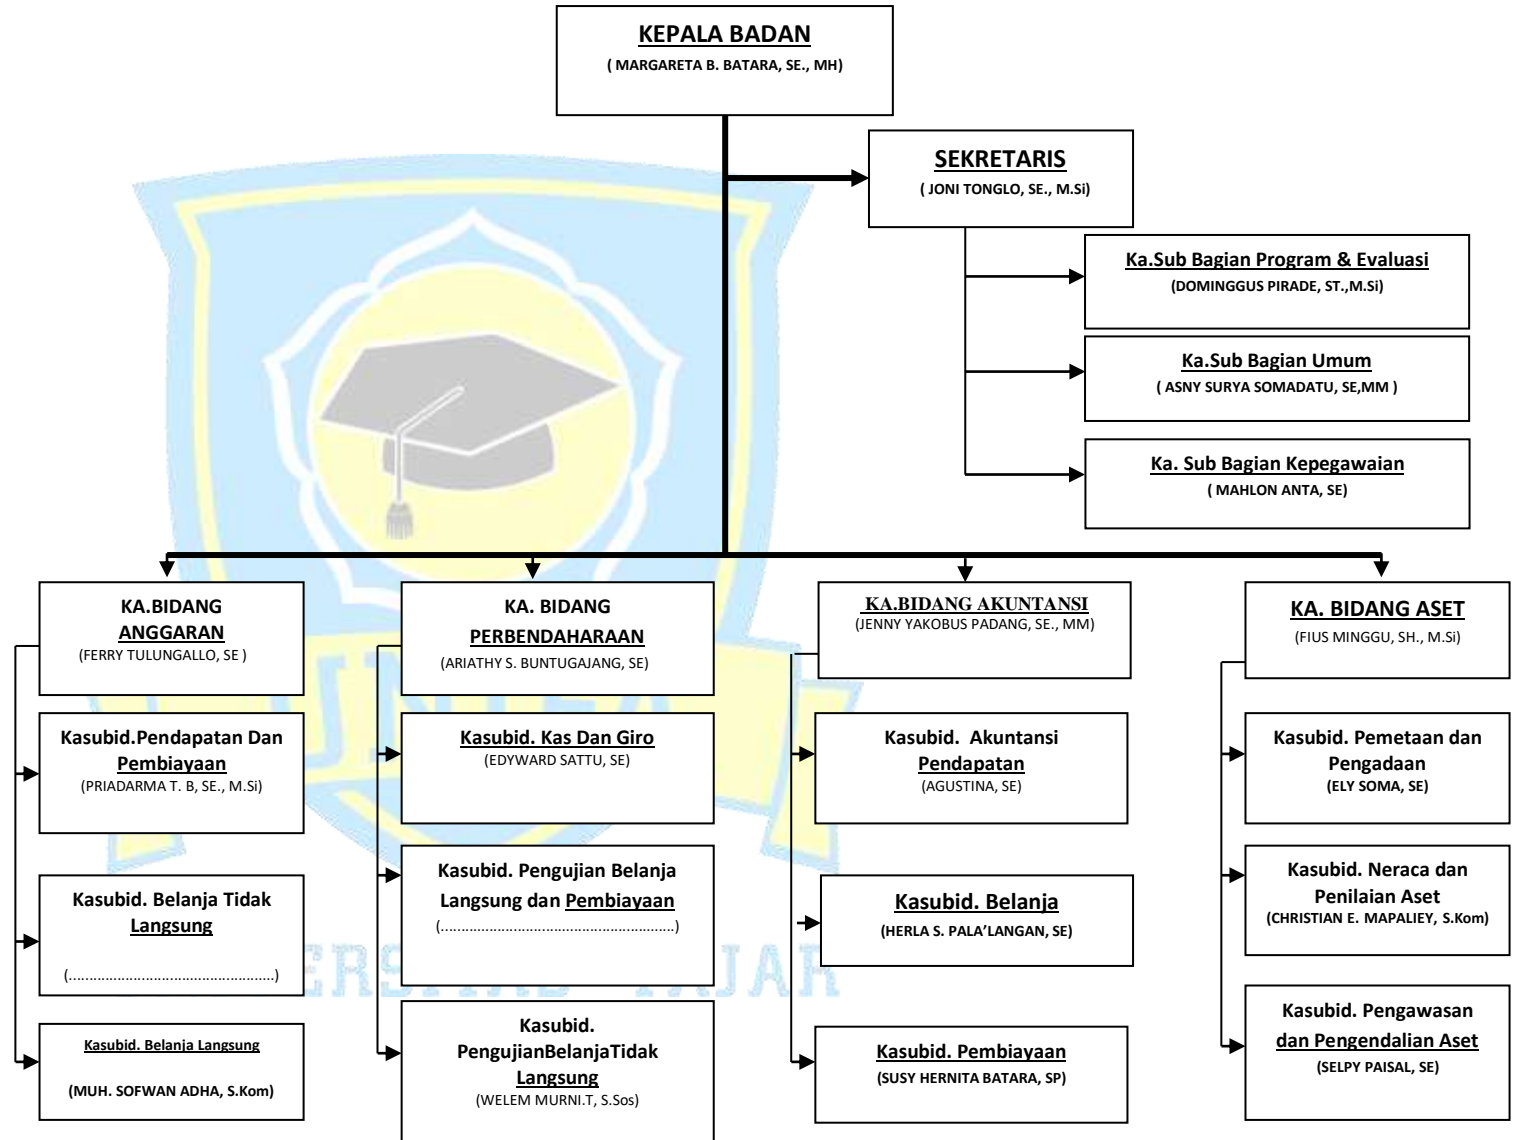 KEPALA BADAN
( MARGARETA B. BATARA, SE., MH)
SEKRETARIS
( JONI TONGLO, SE., M.Si)
Ka.Sub Bagian Program & Evaluasi
(DOMINGGUS PIRADE, ST.,M.Si)
Ka.Sub Bagian Umum
( ASNY SURYA SOMADATU, SE,MM )
Ka. Sub Bagian Kepegawaian
( MAHLON ANTA, SE)
KA.BIDANG
ANGGARAN
(FERRY TULUNGALLO, SE )
Kasubid.Pendapatan Dan
Pembiayaan
(PRIADARMA T. B, SE., M.Si)
Kasubid. Belanja Tidak
Langsung
(...................................................)
Kasubid. Belanja Langsung
(MUH. SOFWAN ADHA, S.Kom)
KA. BIDANG
PERBENDAHARAAN
(ARIATHY S. BUNTUGAJANG, SE)
Kasubid. Kas Dan Giro
(EDYWARD SATTU, SE)
Kasubid. Pengujian Belanja
Langsung dan Pembiayaan
(..........................................................)
Kasubid.
PengujianBelanjaTidak
Langsung
(WELEM MURNI.T, S.Sos)
KA.BIDANG AKUNTANSI
(JENNY YAKOBUS PADANG, SE., MM)
Kasubid.  Akuntansi
Pendapatan
(AGUSTINA, SE)
Kasubid. Belanja
(HERLA S. PALA’LANGAN, SE)
Kasubid. Pembiayaan
(SUSY HERNITA BATARA, SP)
KA. BIDANG ASET
(FIUS MINGGU, SH., M.Si)
Kasubid. Pemetaan dan
Pengadaan
(ELY SOMA, SE)
Kasubid. Neraca dan
Penilaian Aset
(CHRISTIAN E. MAPALIEY, S.Kom)
Kasubid. Pengawasan
dan Pengendalian Aset
(SELPY PAISAL, SE)